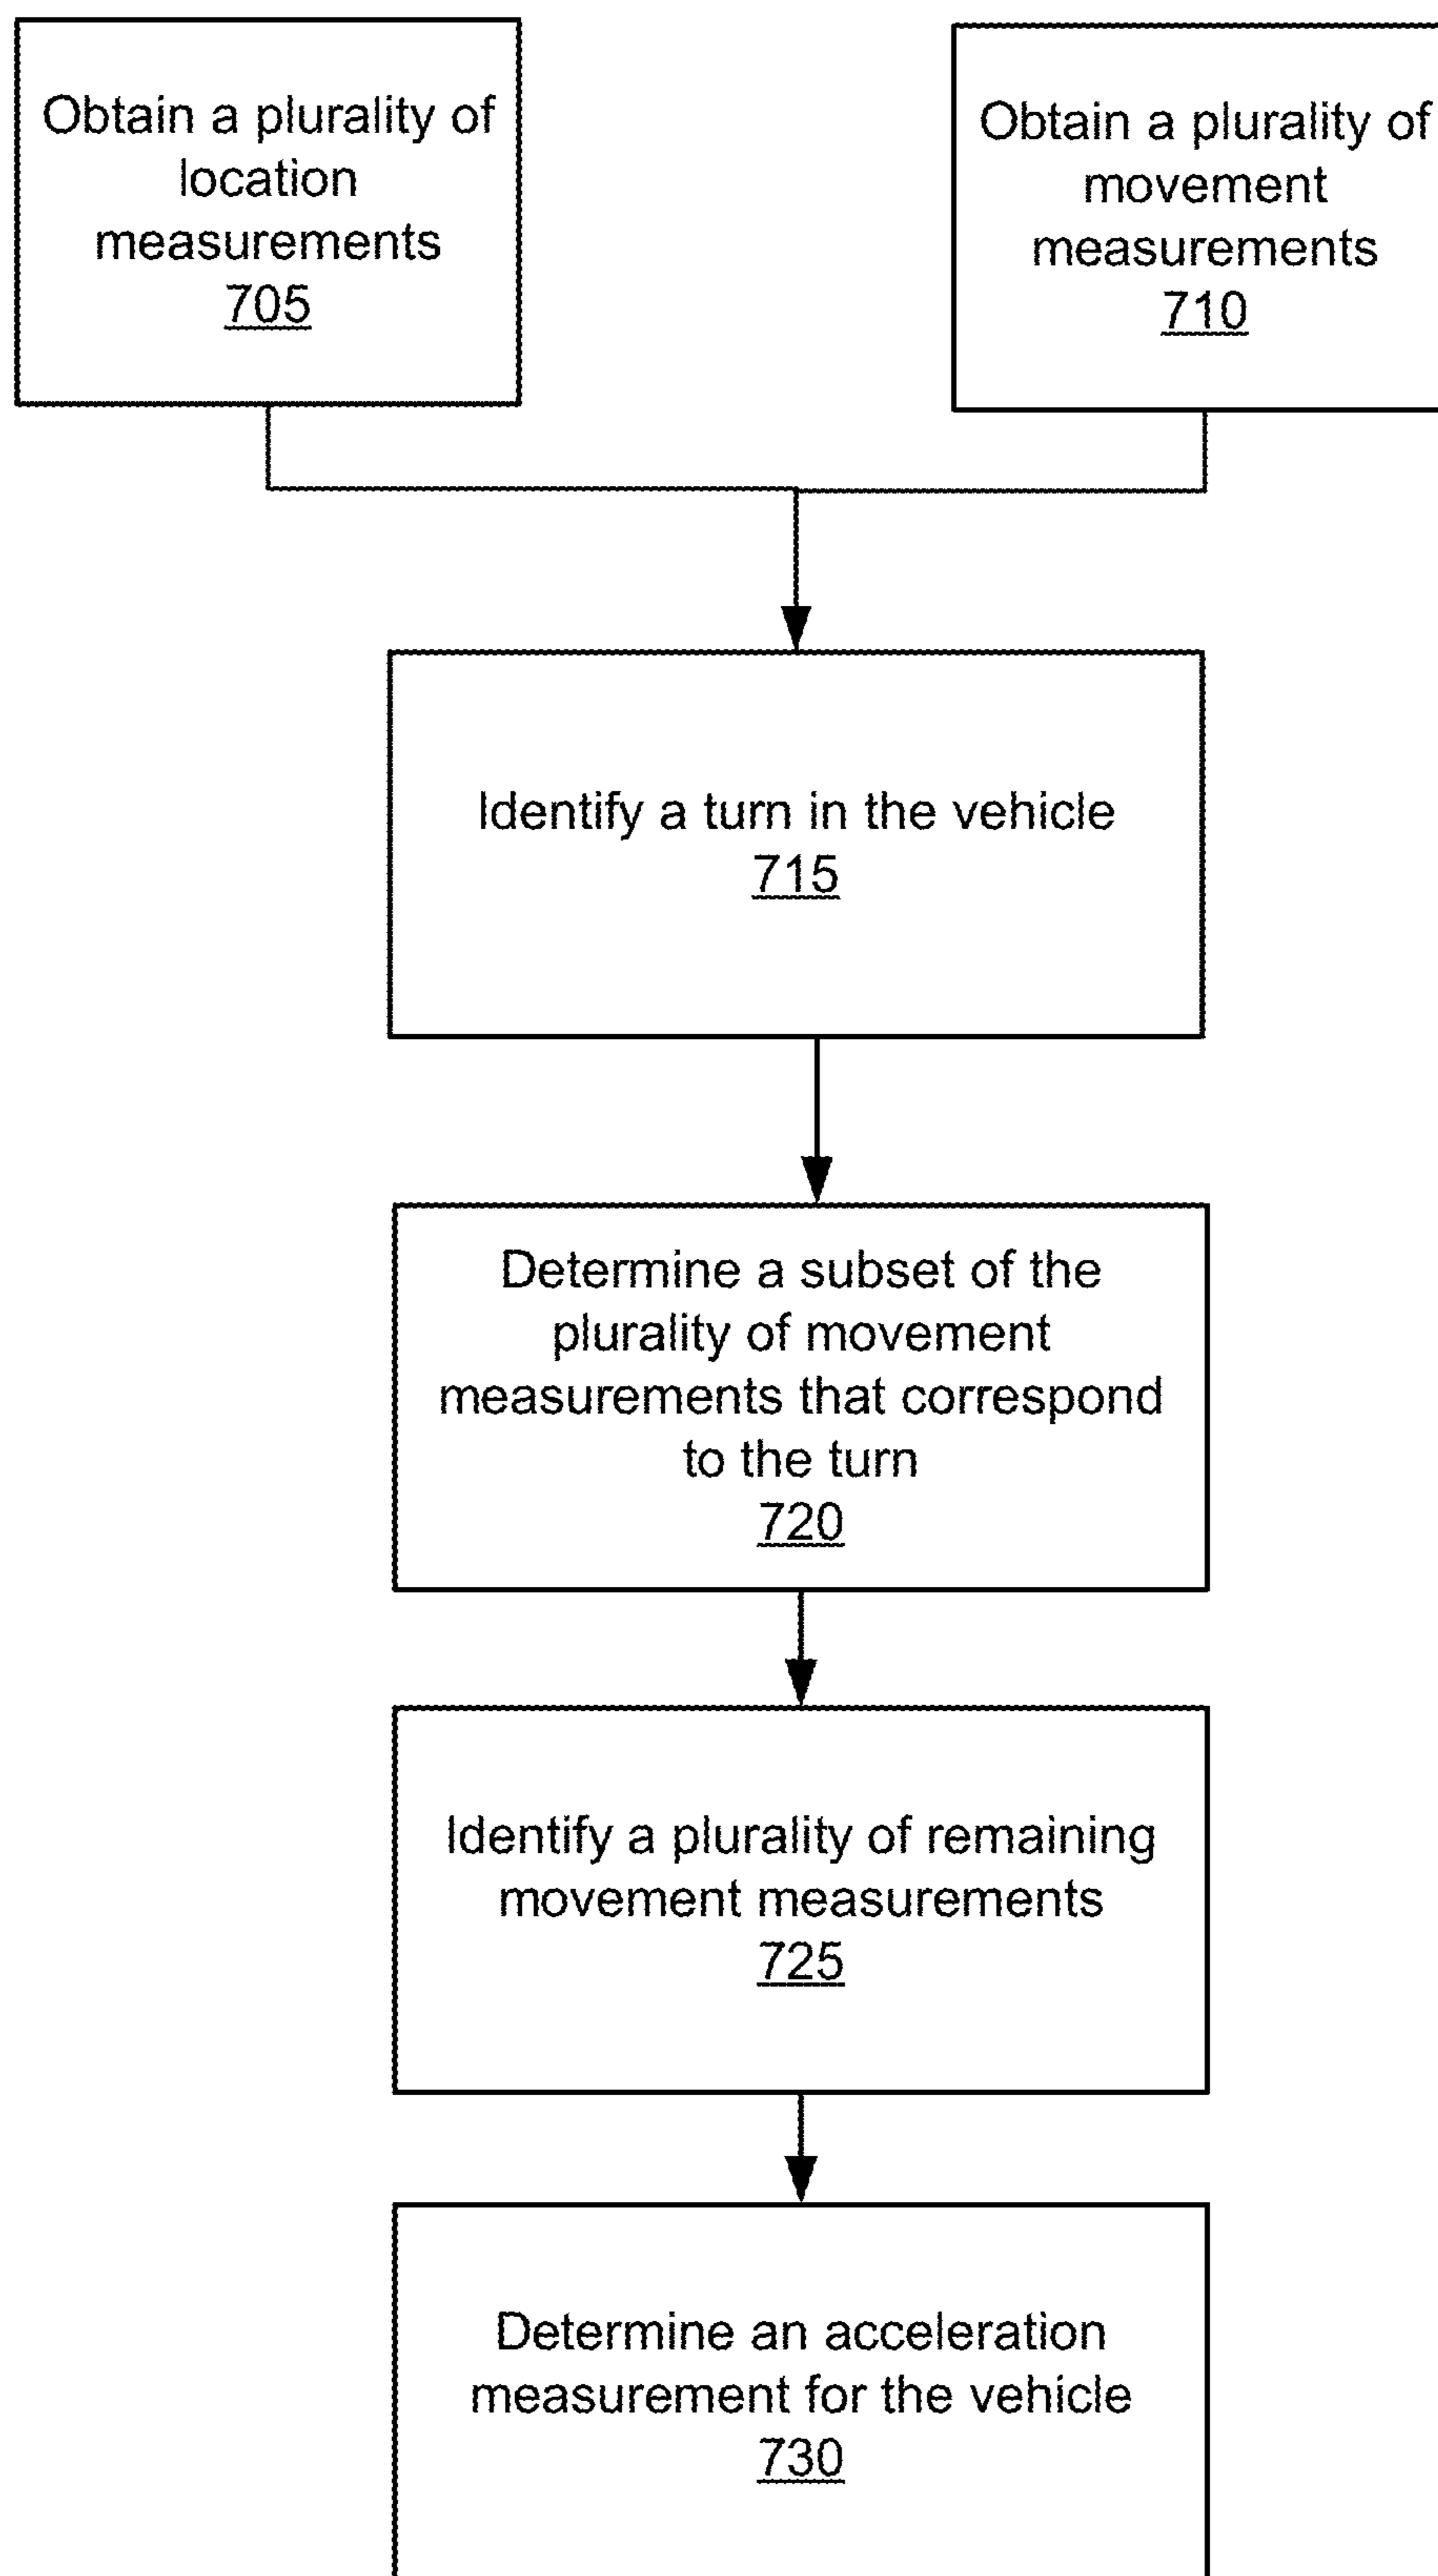 Obtain a plurality of
location
measurements
705
Obtain a plurality of
movement
measurements
710
Identify a turn in the vehicle
715
Determine a subset of the
plurality of movement
measurements that correspond
to the turn
720
Identify a plurality of remaining
movement measurements
725
Determine an acceleration
measurement for the vehicle
730